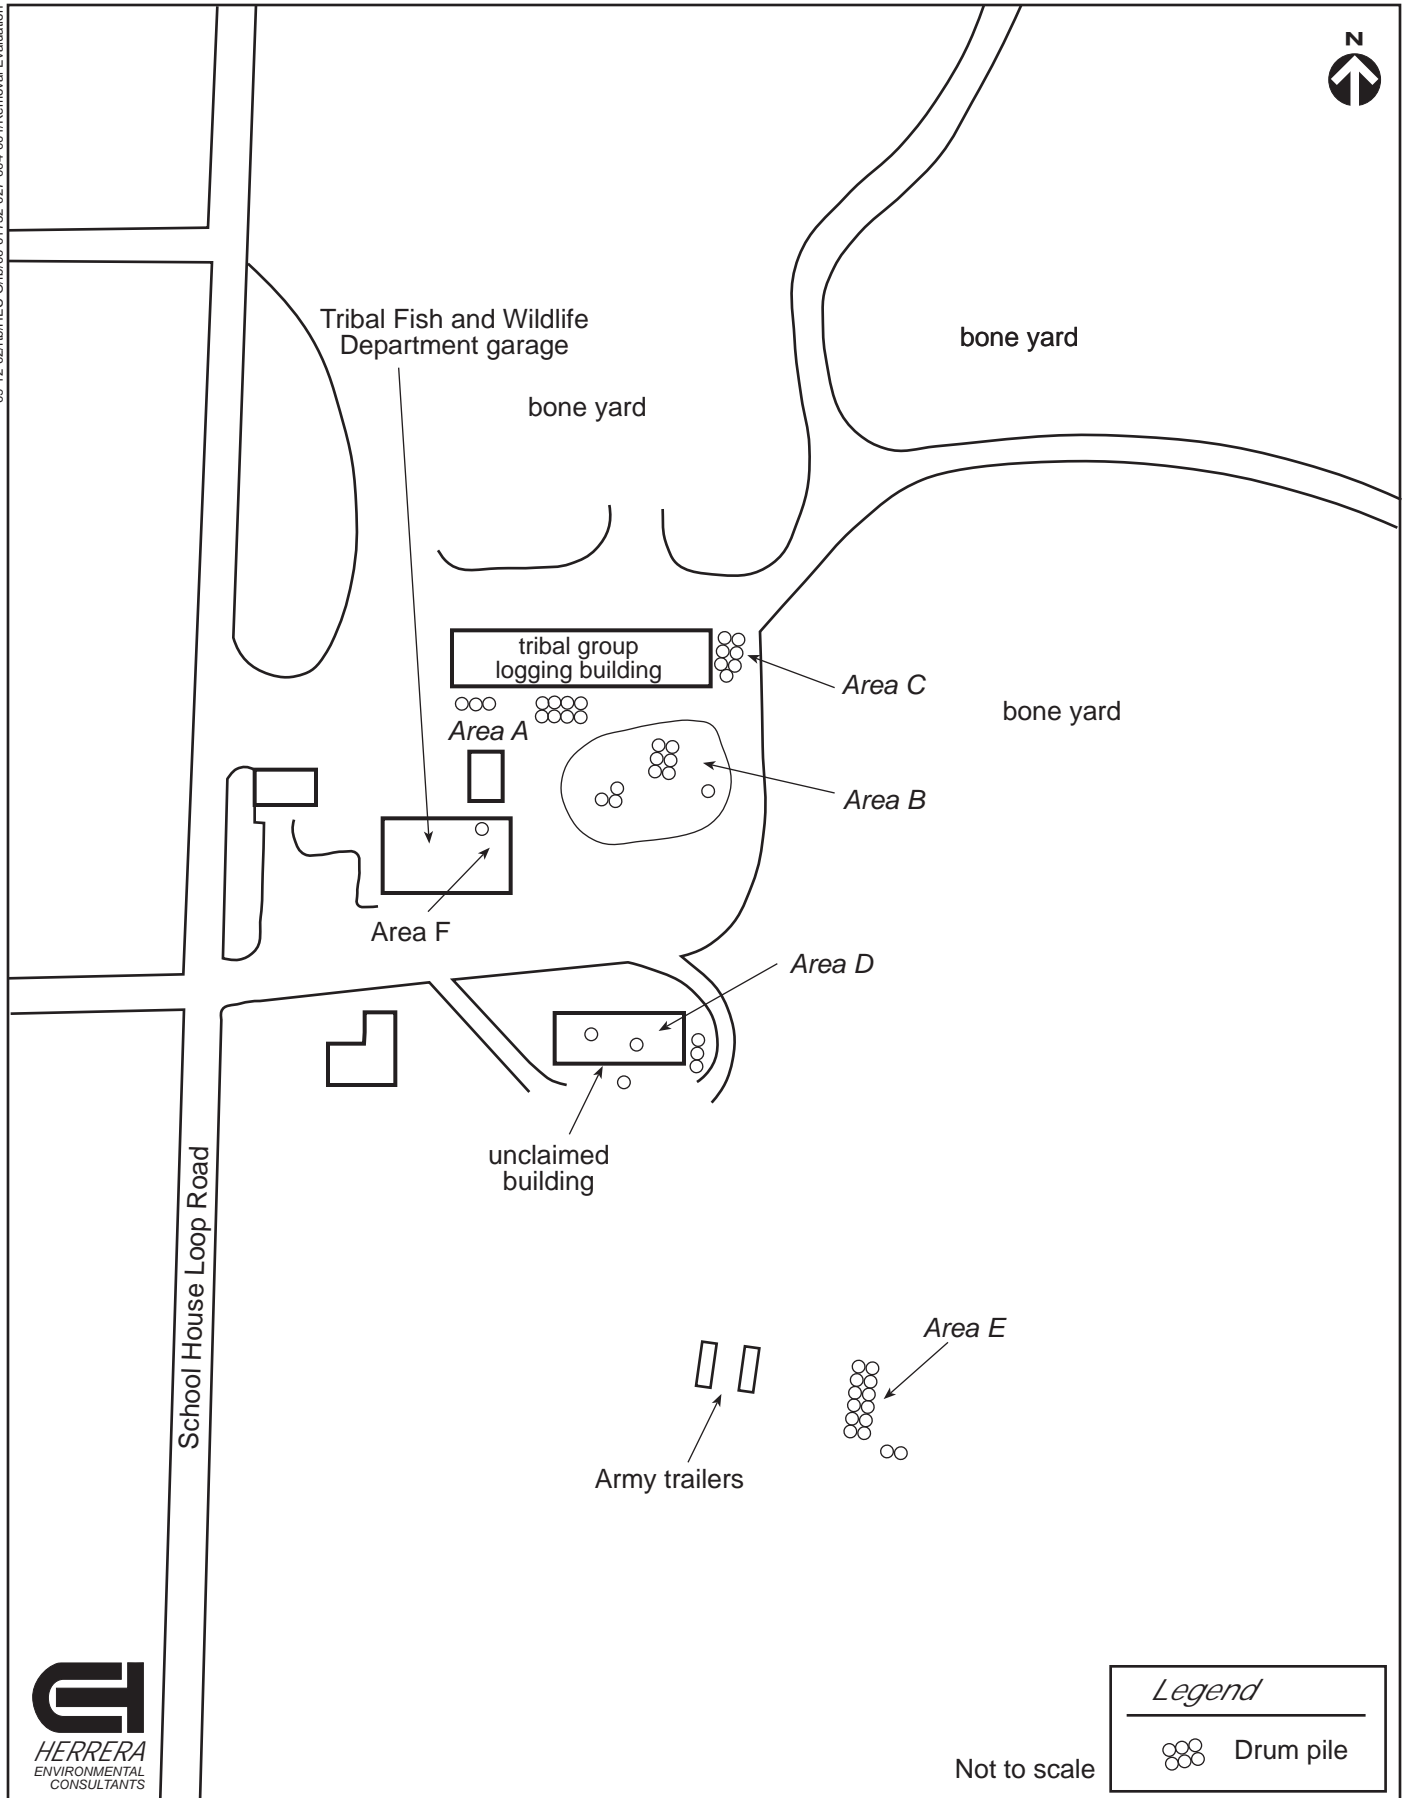 N
Tribal Fish and Wildlife
Department garage
bone yard
bone yard
tribal group
logging building
Area C
bone yard
Area A
Area B
Area F
Area D
unclaimed
building
School House Loop Road
Area E
Army trailers
HERRERA
ENVIRONMENTAL
CONSULTANTS
Not to scale
Legend
Drum pile